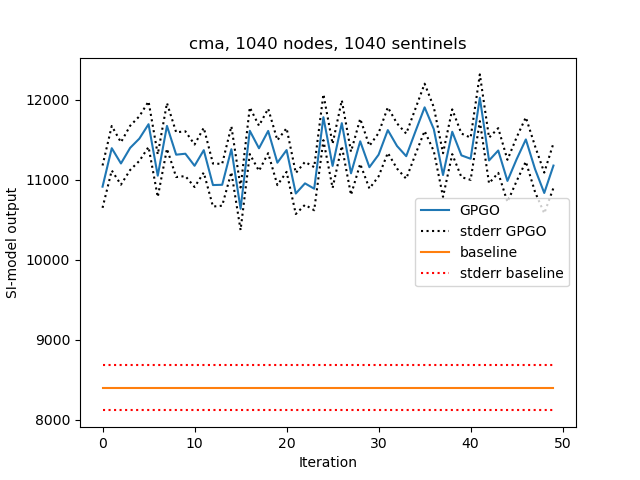 cma, 1040 nodes, 1040 sentinels
12000
11000
10000
9000
8000
SI-model output
GPGO
stderr GPGO
baseline
stderr baseline
0 10 20 30 40 50
Iteration